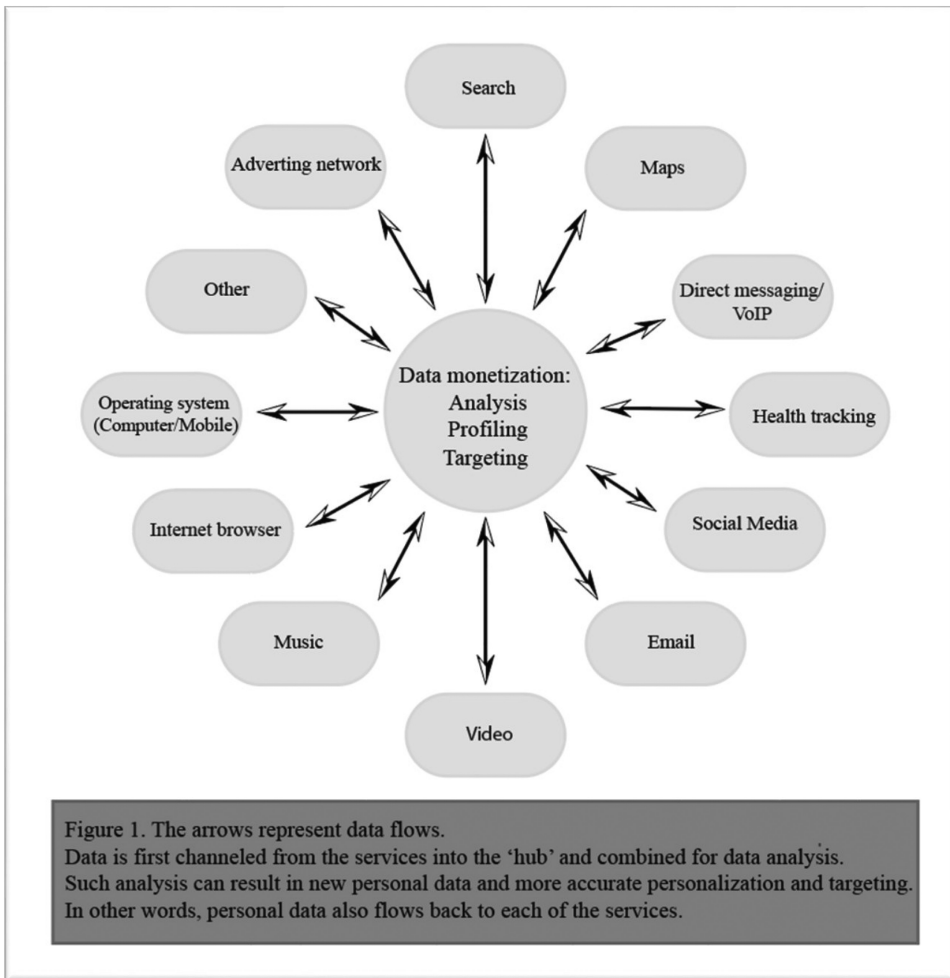 Search
Adverting network
Maps
Other
Direct messaging/
VoIP
Data monetization:
Analysis
Profiling
Targeting
Operating system
(Computer/Mobile)
Health tracking
Internet browser
Social Media
Music
Email
Video
Figure 1. The arrows represent data flows.
Data is first channeled from the services into the ‘hub’ and combined for data analysis.
Such analysis can result in new personal data and more accurate personalization and targeting.
In other words, personal data also flows back to each of the services.